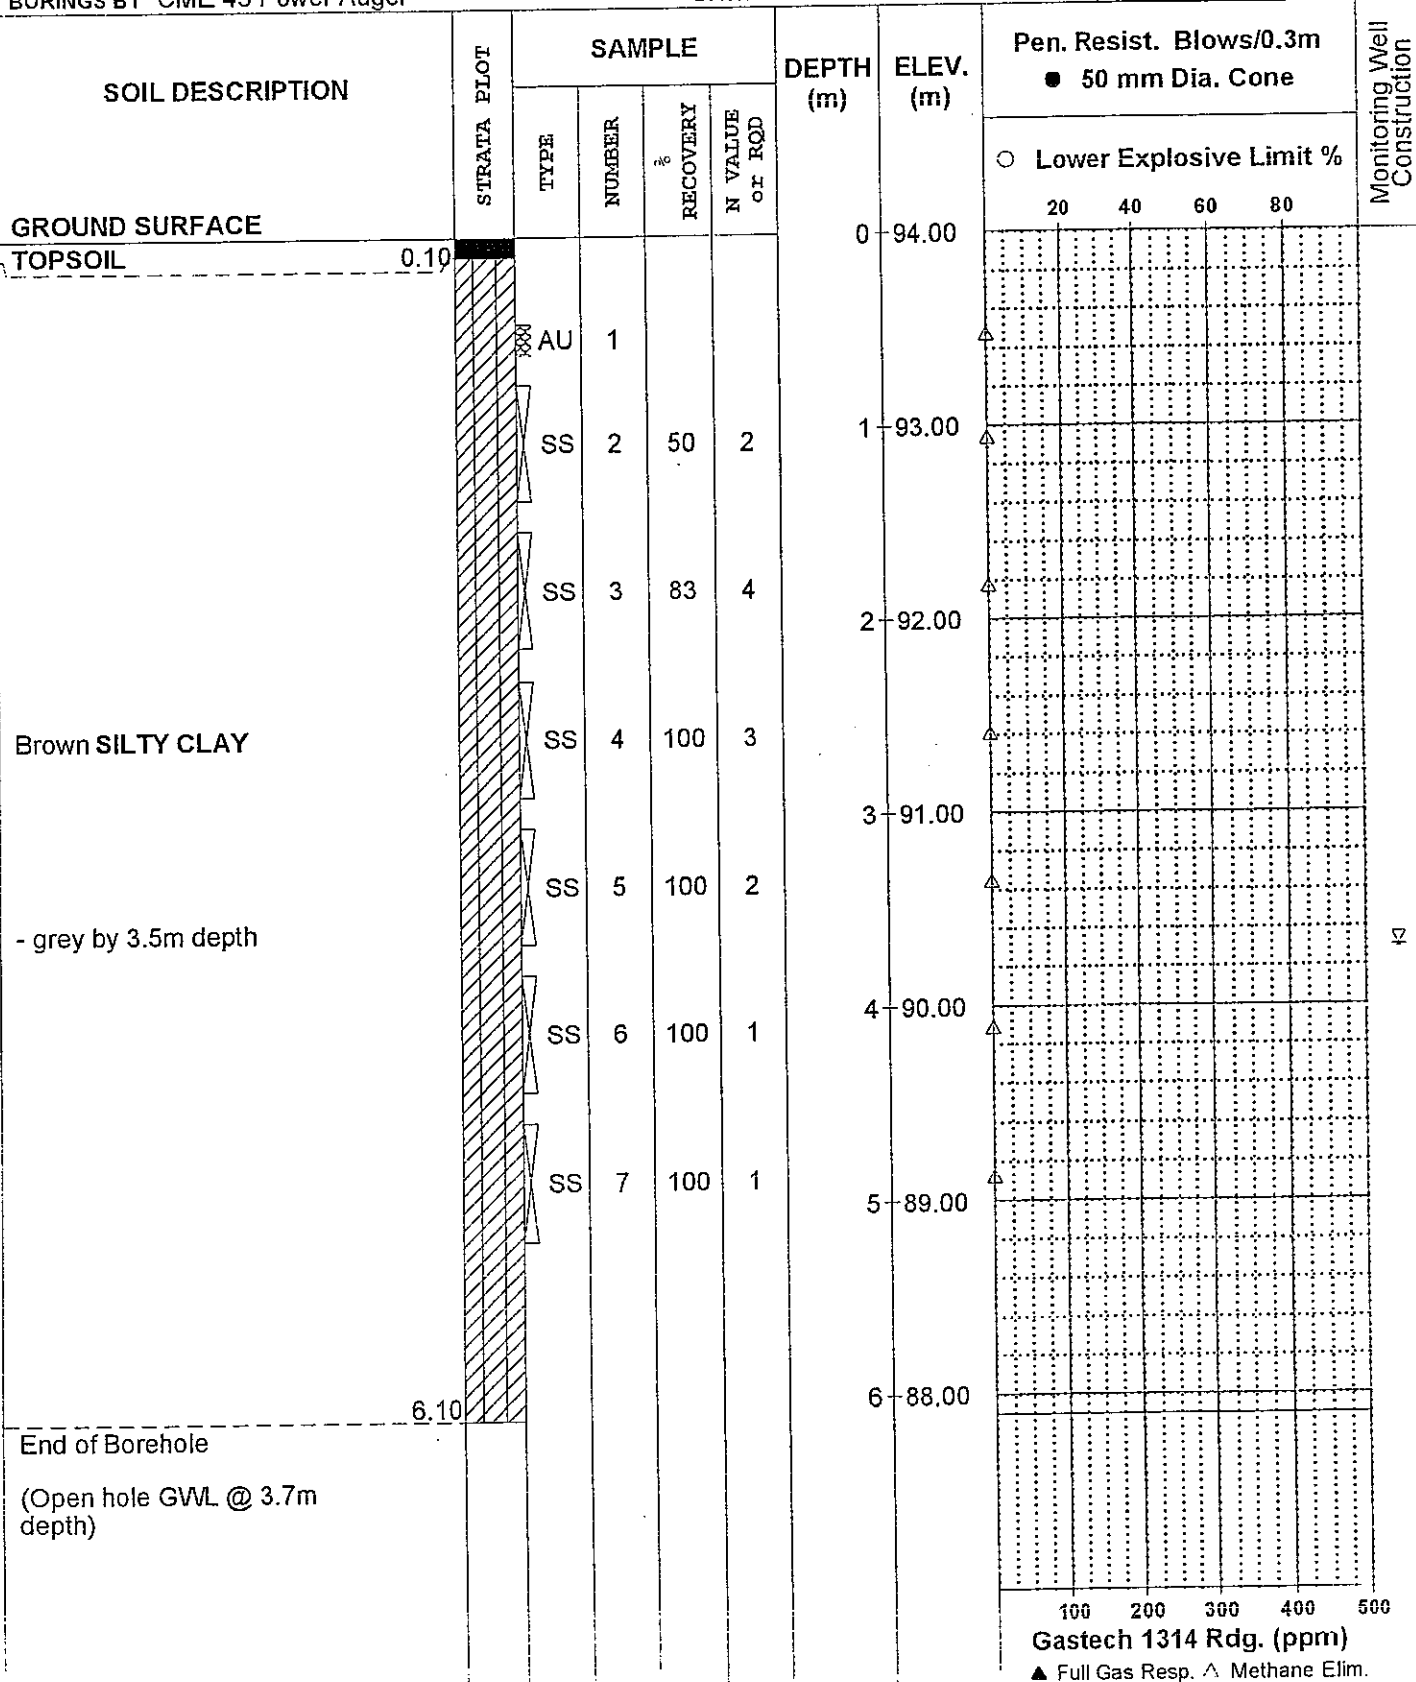 BORINGS BY CME 45 Power Auger
SOIL DESCRIPTION
STRATA PLOT
SAMPLE
TYPE
NUMBER
% RECOVERY
N VALUE or RQD
DEPTH (m)
ELEV. (m)
Pen. Resist. Blows/0.3m
● 50 mm Dia. Cone
○ Lower Explosive Limit %
20 40 60 80
Monitoring Well Construction
GROUND SURFACE
0 94.00
TOPSOIL 0.10
AU 1
1 93.00
SS 2 50 2
SS 3 83 4
2 92.00
Brown SILTY CLAY
SS 4 100 3
3 91.00
SS 5 100 2
- grey by 3.5m depth
4 90.00
SS 6 100 1
SS 7 100 1
5 89.00
6 88.00
6.10
End of Borehole
(Open hole GWL @ 3.7m
depth)
100 200 300 400 500
Gastech 1314 Rdg. (ppm)
▲ Full Gas Resp. △ Methane Elim.